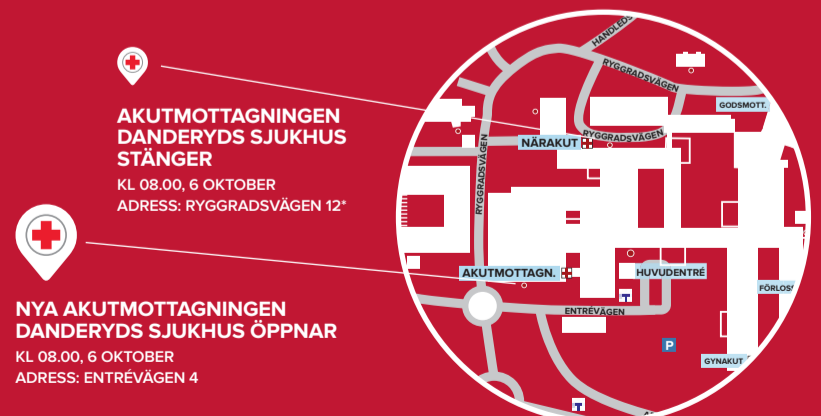 AKUTMOTTAGNINGEN
DANDERYDS SJUKHUS
STÄNGER
KL 08.00, 6 OKTOBER
ADRESS: RYGGRADSVÄGEN 12*
NYA AKUTMOTTAGNINGEN
DANDERYDS SJUKHUS ÖPPNAR
KL 08.00, 6 OKTOBER
ADRESS: ENTRÉVÄGEN 4
HANDLEDS
RYGGRADSVÄGEN
GODSMOTT.
RYGGRADSVÄGEN
NÄRAKUT
RYGGRADSVÄGEN
AKUTMOTTAGN.
HUVUDENTRÉ
T
FÖRLOS
ENTRÉVÄGEN
P
GYNAKUT
T